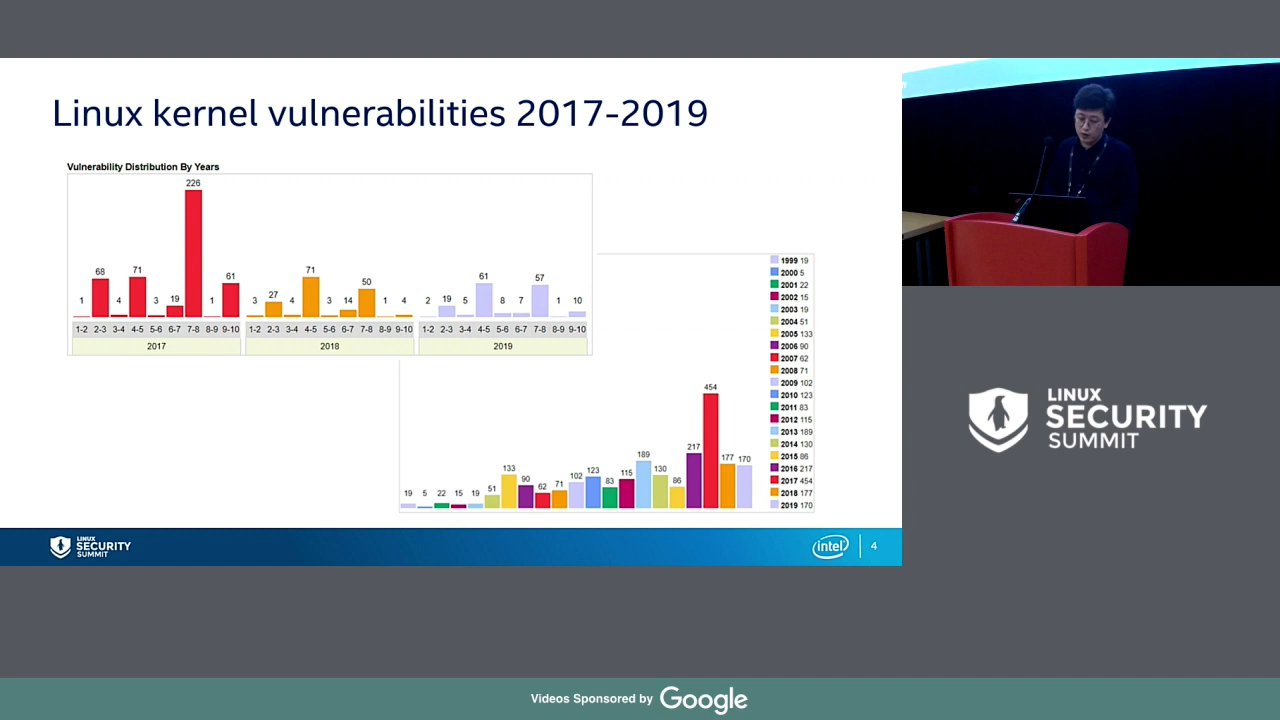 Linux kernel vulnerabilities 2017-2019
Vulnerability Distribution By Years
226
68 71 61 71 50 61 57
1 4 3 19 1 3 27 4 3 14 1 4 2 19 5 8 7 1 10
1-2 2-3 3-4 4-5 5-6 6-7 7-8 8-9 9-10 1-2 2-3 3-4 4-5 5-6 6-7 7-8 8-9 9-10 1-2 2-3 3-4 4-5 5-6 6-7 7-8 8-9 9-10
2017 2018 2019
19 5 22 15 19 51 133 90 62 71 102 123 83 115 189 130 86 217 454 177 170
1999 19
2000 5
2001 22
2002 15
2003 19
2004 51
2005 133
2006 90
2007 62
2008 71
2009 102
2010 123
2011 83
2012 115
2013 189
2014 130
2015 86
2016 217
2017 454
2018 177
2019 170
LINUX
SECURITY
SUMMIT
intel
4
LINUX
SECURITY
SUMMIT
Videos Sponsored by Google